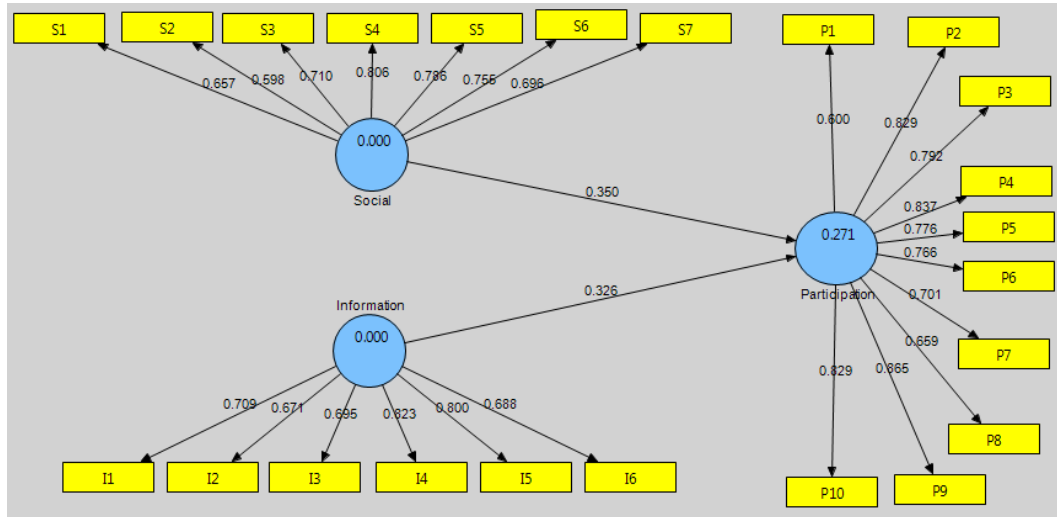 S1
S2
S3
S4
S5
S6
S7
0.657
0.598
0.710
0.806
0.786
0.755
0.696
0.000
Social
0.350
P1
P2
P3
P4
P5
P6
P7
P8
P9
P10
0.600
0.829
0.792
0.837
0.776
0.766
0.701
0.659
0.865
0.829
0.271
Participation
0.326
Information
0.000
0.709
0.671
0.695
0.823
0.800
0.688
I1
I2
I3
I4
I5
I6